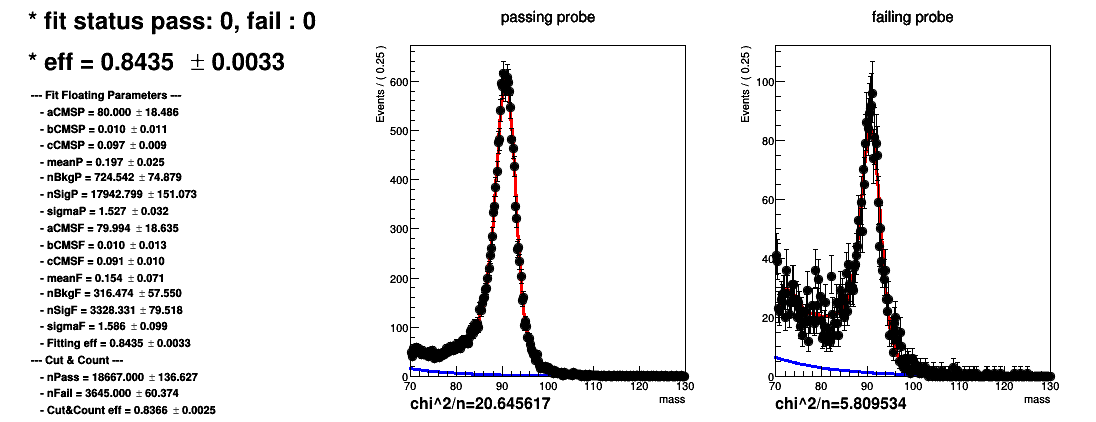 * fit status pass: 0, fail : 0
* eff = 0.8435 ± 0.0033
--- Fit Floating Parameters ---
- aCMSP = 80.000 ± 18.486
- bCMSP = 0.010 ± 0.011
- cCMSP = 0.097 ± 0.009
- meanP = 0.197 ± 0.025
- nBkgP = 724.542 ± 74.879
- nSigP = 17942.799 ± 151.073
- sigmaP = 1.527 ± 0.032
- aCMSF = 79.994 ± 18.635
- bCMSF = 0.010 ± 0.013
- cCMSF = 0.091 ± 0.010
- meanF = 0.154 ± 0.071
- nBkgF = 316.474 ± 57.550
- nSigF = 3328.331 ± 79.518
- sigmaF = 1.586 ± 0.099
- Fitting eff = 0.8435 ± 0.0033
--- Cut & Count ---
- nPass = 18667.000 ± 136.627
- nFail = 3645.000 ± 60.374
- Cut&Count eff = 0.8366 ± 0.0025
passing probe
Events / ( 0.25 )
600
500
400
300
200
100
0
70 80 90 100 110 120 130
mass
chi^2/n=20.645617
failing probe
Events / ( 0.25 )
100
80
60
40
20
0
70 80 90 100 110 120 130
mass
chi^2/n=5.809534